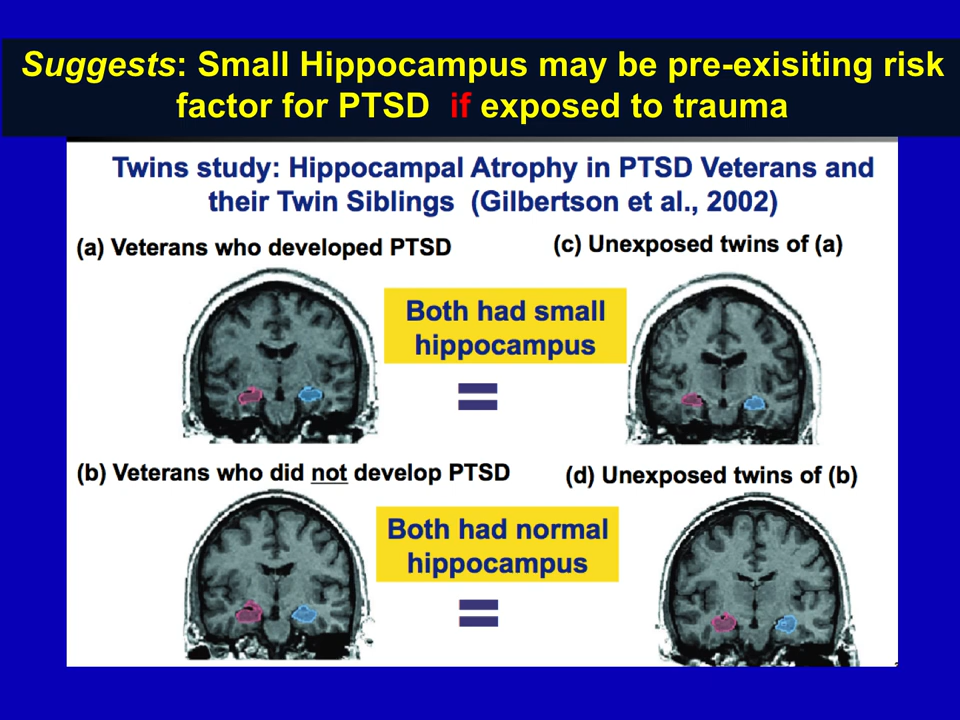 Suggests: Small Hippocampus may be pre-exisiting risk
factor for PTSD if exposed to trauma
Twins study: Hippocampal Atrophy in PTSD Veterans and
their Twin Siblings (Gilbertson et al., 2002)
(a) Veterans who developed PTSD
(c) Unexposed twins of (a)
Both had small
hippocampus
=
(b) Veterans who did not develop PTSD
(d) Unexposed twins of (b)
Both had normal
hippocampus
=